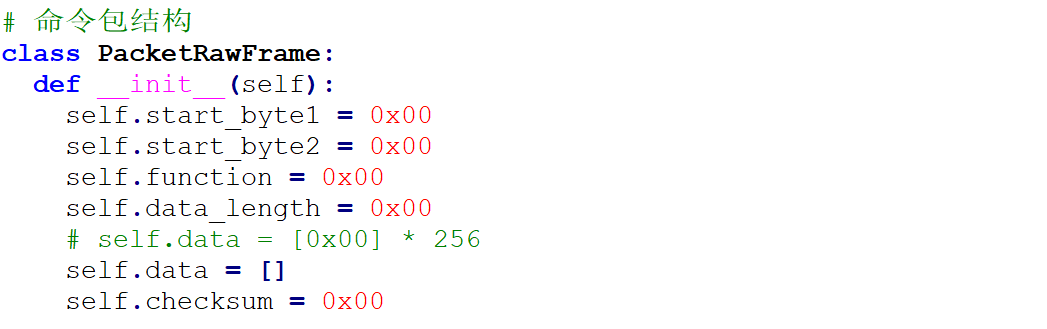 # 命令包结构
class PacketRawFrame:
  def __init__(self):
    self.start_byte1 = 0x00
    self.start_byte2 = 0x00
    self.function = 0x00
    self.data_length = 0x00
    # self.data = [0x00] * 256
    self.data = []
    self.checksum = 0x00